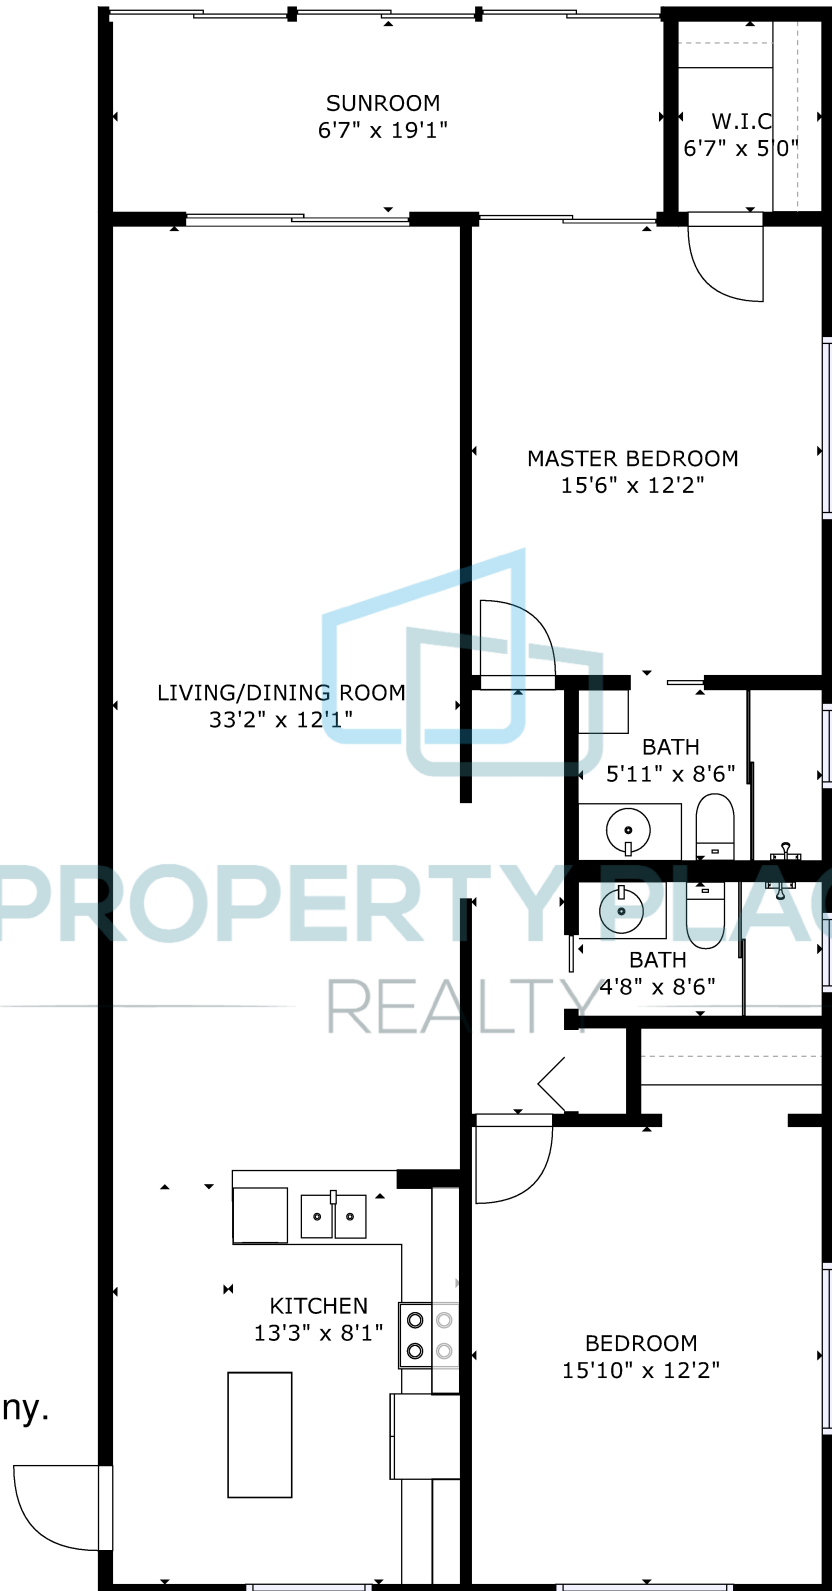 SUNROOM
6'7" x 19'1"
W.I.C
6'7" x 5'0"
MASTER BEDROOM
15'6" x 12'2"
LIVING/DINING ROOM
33'2" x 12'1"
BATH
5'11" x 8'6"
PROPERTY PLAC
BATH
4'8" x 8'6"
REALTY
KITCHEN
13'3" x 8'1"
BEDROOM
15'10" x 12'2"
ny.